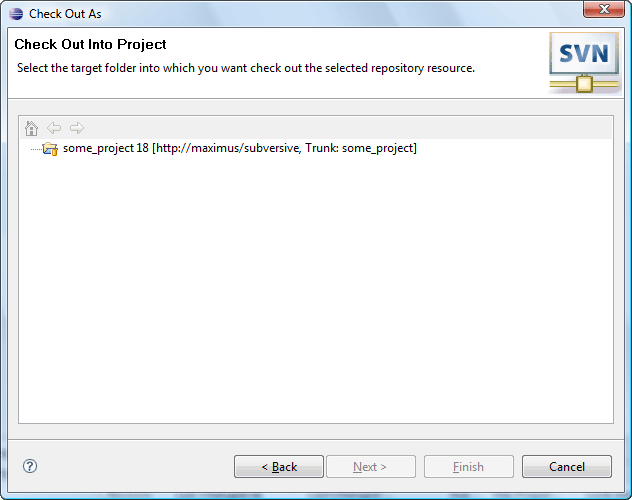 Check Out As
Check Out Into Project
Select the target folder into which you want check out the selected repository resource.
SVN
some_project 18 [http://maximus/subversive, Trunk: some_project]
< Back
Next >
Finish
Cancel